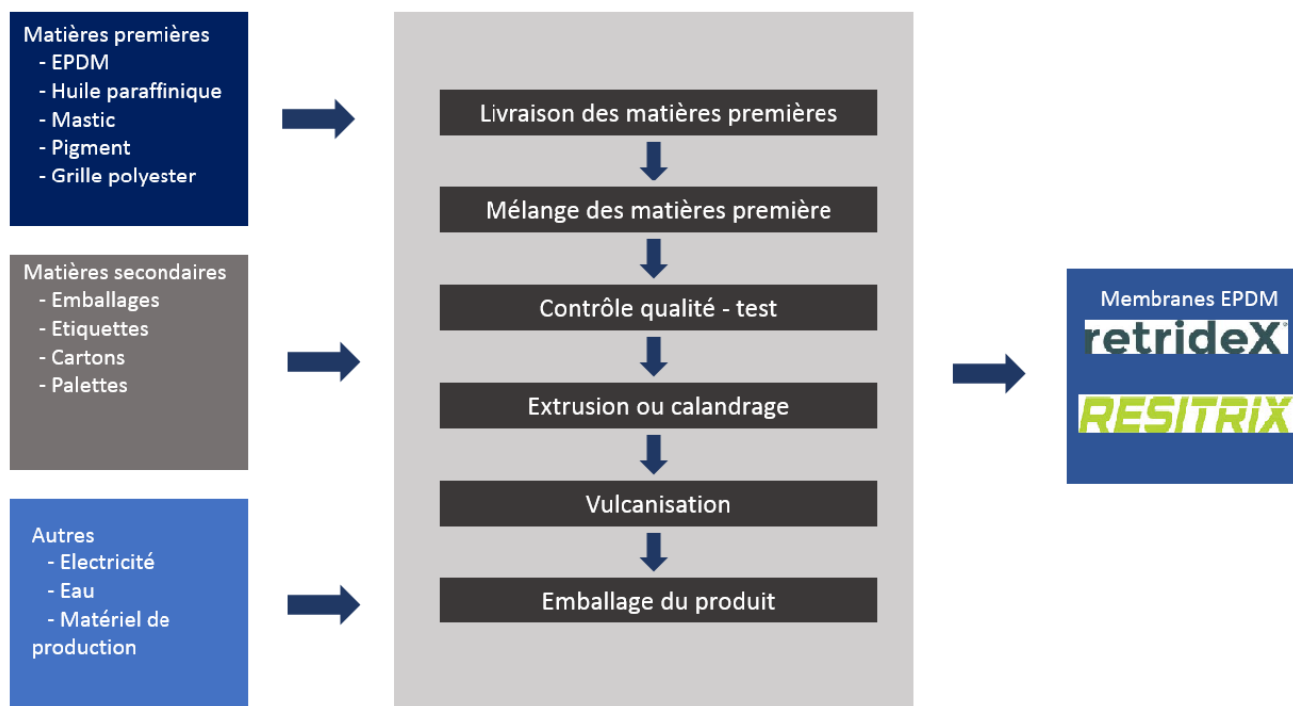 Matières premières
- EPDM
- Huile paraffinique
- Mastic
- Pigment
- Grille polyester
Matières secondaires
- Emballages
- Etiquettes
- Cartons
- Palettes
Autres
- Electricité
- Eau
- Matériel de
production
Livraison des matières premières
Mélange des matières première
Contrôle qualité - test
Extrusion ou calandrage
Vulcanisation
Emballage du produit
Membranes EPDM
retrideX
RESITRIX